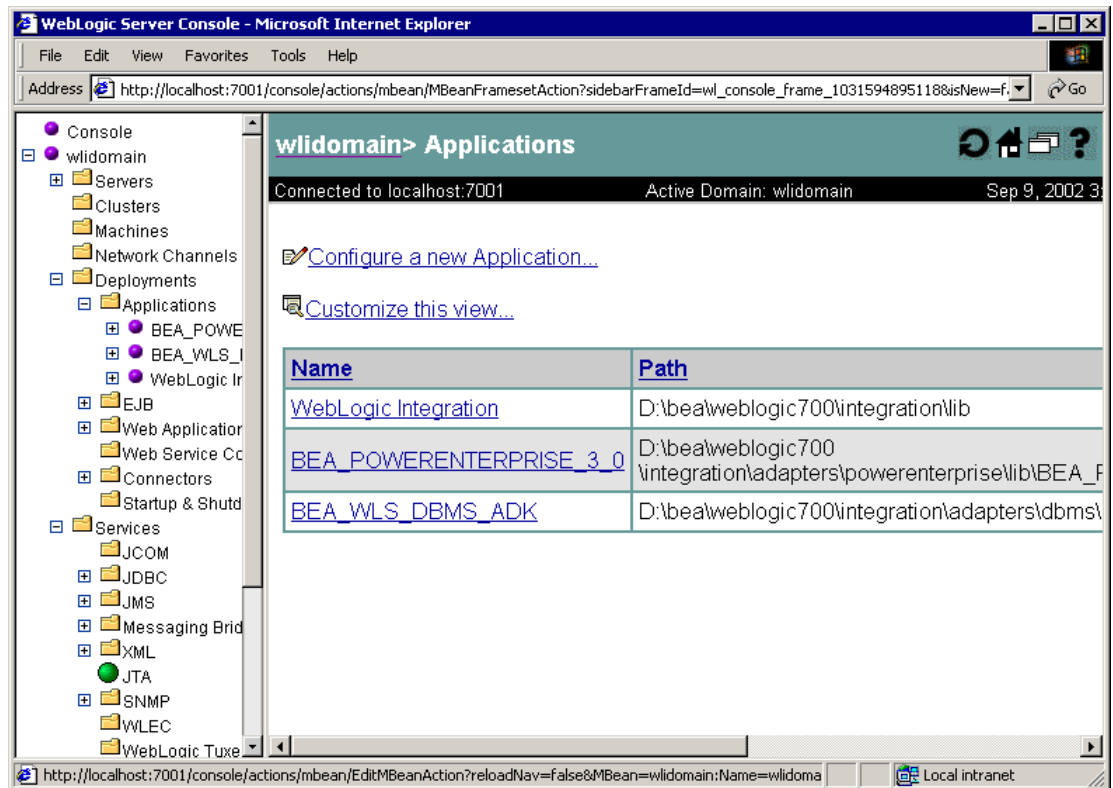 WebLogic Server Console - Microsoft Internet Explorer
File Edit View Favorites Tools Help
Address http://localhost:7001/console/actions/mbean/MBeanFramesetAction?sidebarFrameId=wl_console_frame_1031594895118&isNew=f. Go
Console
wlidomain
Servers
Clusters
Machines
Network Channels
Deployments
Applications
BEA_POWE
BEA_WLS_I
WebLogic Ir
EJB
Web Application
Web Service Co
Connectors
Startup & Shutd
Services
JCOM
JDBC
JMS
Messaging Brid
XML
JTA
SNMP
WLEC
WebLogic Tuxe
wlidomain> Applications
Connected to localhost:7001 Active Domain: wlidomain Sep 9, 2002 3:
Configure a new Application...
Customize this view...
Name Path
WebLogic Integration D:\bea\weblogic700\integration\lib
BEA_POWERENTERPRISE_3_0 D:\bea\weblogic700
\integration\adapters\powerenterprise\lib\BEA_P
BEA_WLS_DBMS_ADK D:\bea\weblogic700\integration\adapters\dbms\
http://localhost:7001/console/actions/mbean/EditMBeanAction?reloadNav=false&MBean=wlidomain:Name=wlidoma Local intranet